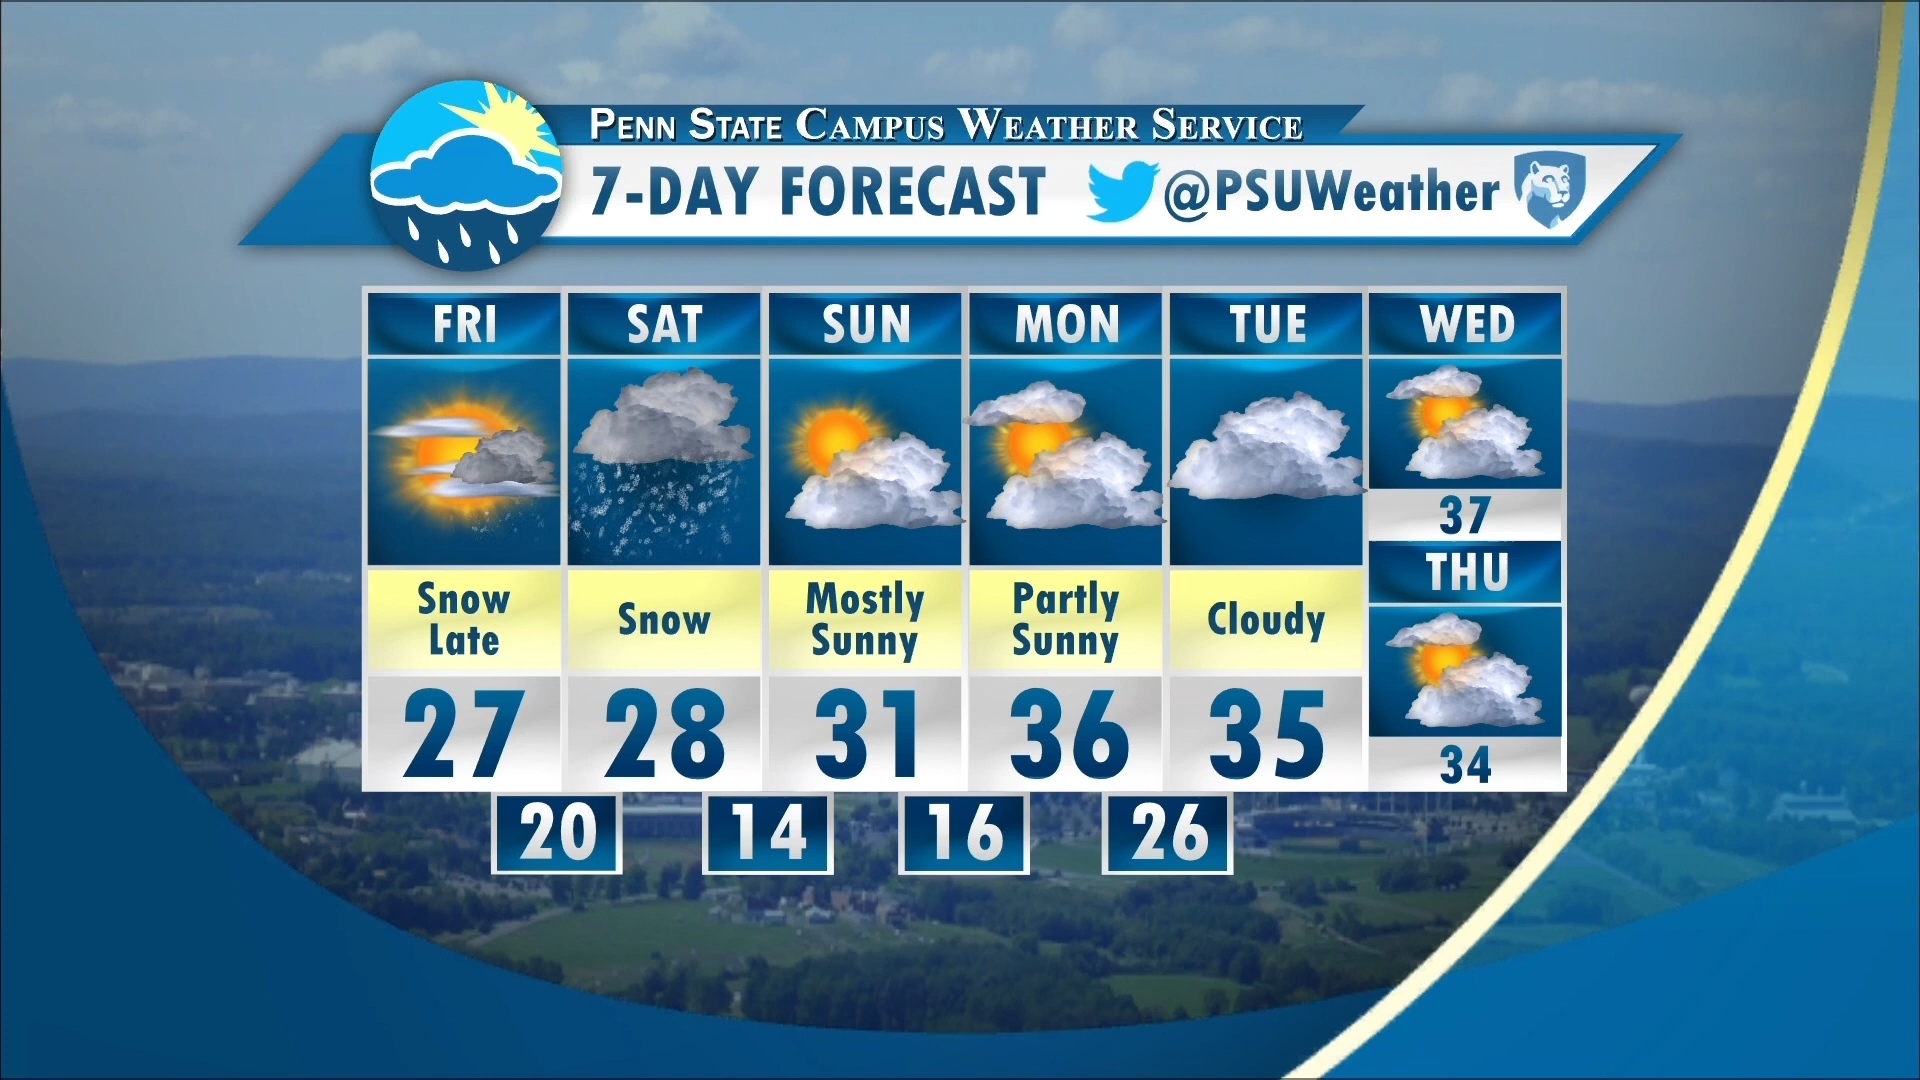 PENN STATE CAMPUS WEATHER SERVICE
7-DAY FORECAST @PSUWeather
FRI SAT SUN MON TUE WED
37
THU
Snow Late
Snow
Mostly Sunny
Partly Sunny
Cloudy
27 28 31 36 35 34
20 14 16 26